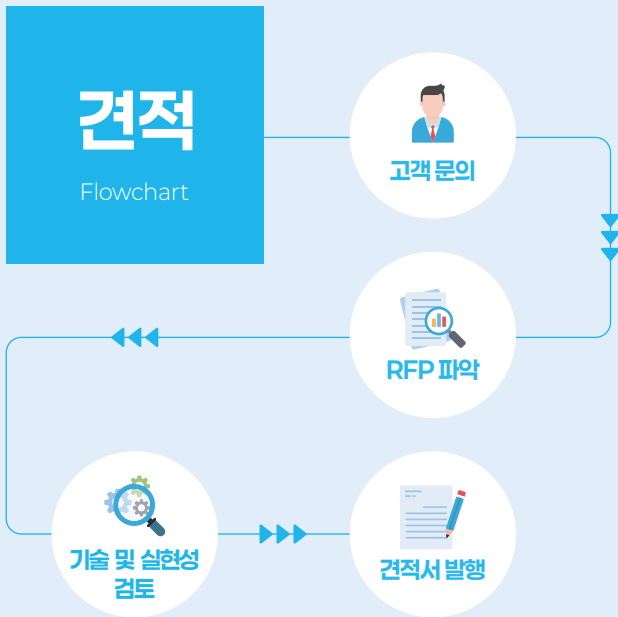 견적
Flowchart
고객 문의
RFP 파악
기술 및 실현성
검토
견적서 발행